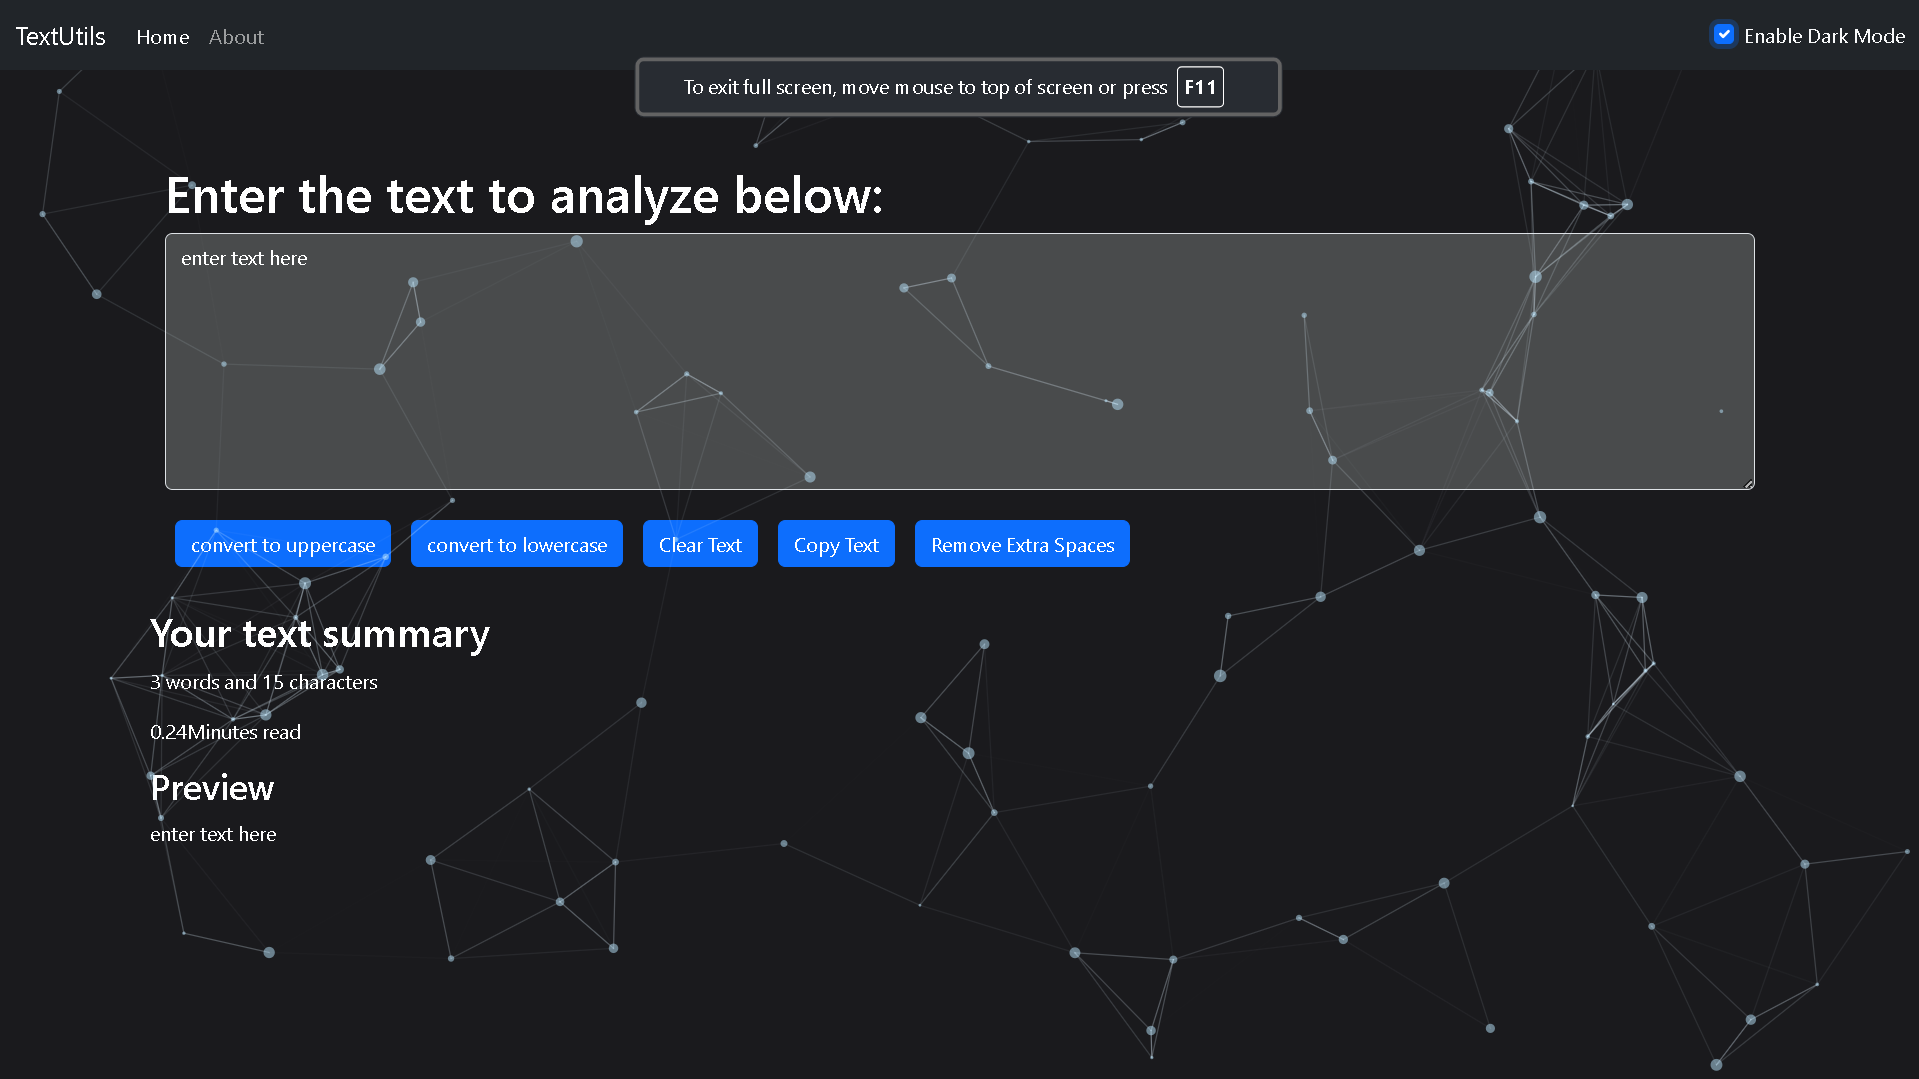 TextUtils Home About Enable Dark Mode
To exit full screen, move mouse to top of screen or press F11
Enter the text to analyze below:
enter text here
convert to uppercase convert to lowercase Clear Text Copy Text Remove Extra Spaces
Your text summary
3 words and 15 characters
0.24Minutes read
Preview
enter text here